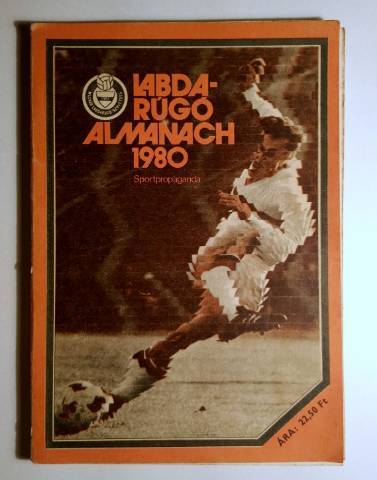 LABDA-
RÚGÓ
ALMANACH
1980
Sportpropaganda
ÁRA: 22,50 Ft